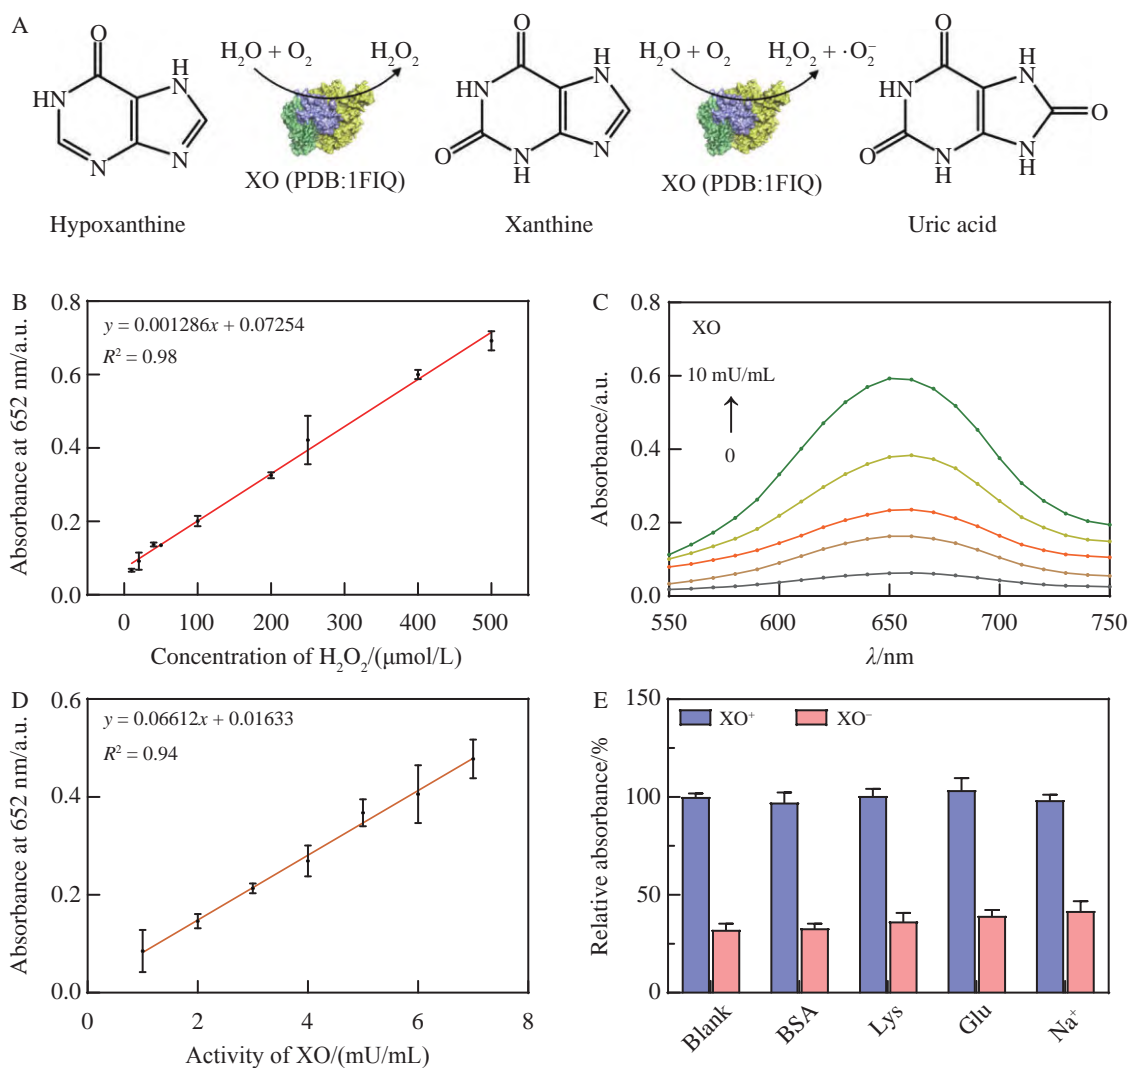 A
O
HN
N
H
N
N
H₂O + O₂
H₂O₂
XO (PDB:1FIQ)
Hypoxanthine
O
HN
O
N
H
H
N
N
H₂O + O₂
H₂O₂ + ·O₂⁻
XO (PDB:1FIQ)
Xanthine
O
HN
O
N
H
H
N
N
H
O
Uric acid
B
y = 0.001286x + 0.07254
R² = 0.98
Absorbance at 652 nm/a.u.
0.8
0.6
0.4
0.2
0.0
0 100 200 300 400 500
Concentration of H₂O₂/(μmol/L)
C
XO
10 mU/mL
0
Absorbance/a.u.
0.8
0.6
0.4
0.2
0.0
550 600 650 700 750
λ/nm
D
y = 0.06612x + 0.01633
R² = 0.94
Absorbance at 652 nm/a.u.
0.6
0.4
0.2
0.0
0 2 4 6 8
Activity of XO/(mU/mL)
E
XO⁺ XO⁻
Relative absorbance/%
150
100
50
0
Blank BSA Lys Glu Na⁺